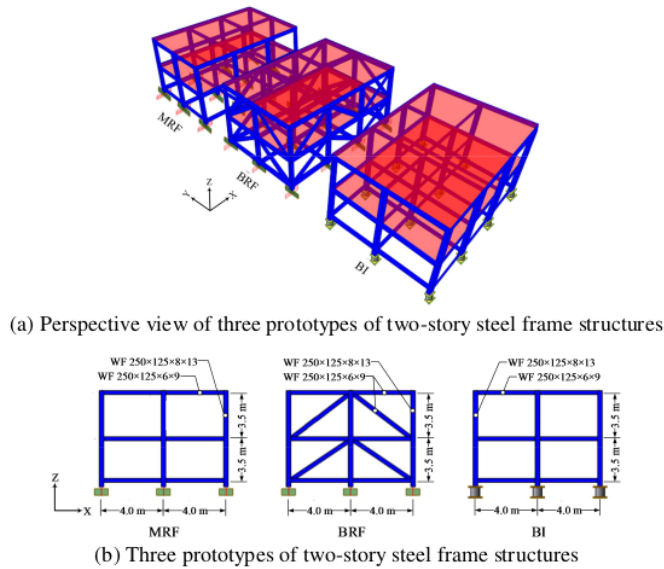 MRF
BRF
BI
Z
Y
X
(a) Perspective view of three prototypes of two-story steel frame structures
WF 250×125×8×13
WF 250×125×6×9
3.5 m
3.5 m
4.0 m
4.0 m
MRF
WF 250×125×8×13
WF 250×125×6×9
3.5 m
3.5 m
4.0 m
4.0 m
BRF
WF 250×125×8×13
WF 250×125×6×9
3.5 m
3.5 m
4.0 m
4.0 m
BI
Z
X
(b) Three prototypes of two-story steel frame structures